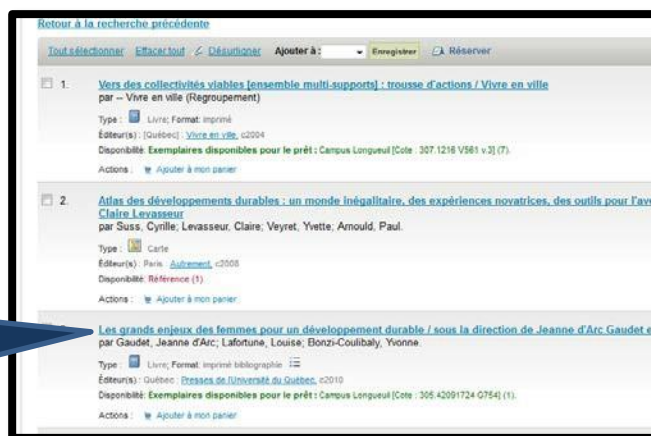 Retour à la recherche précédente
Tout sélectionner Effacer tout Désurligner Ajouter à : Enregistrer Réserver
1. Vers des collectivités viables [ensemble multi-supports] : trousse d'actions / Vivre en ville
par -- Vivre en ville (Regroupement)
Type : Livre; Format: imprimé
Éditeur(s) : [Québec] : Vivre en ville, c2004
Disponibilité: Exemplaires disponibles pour le prêt : Campus Longueuil [Cote : 307.1216 V561 v.3] (7).
Actions : Ajouter à mon panier
2. Atlas des développements durables : un monde inégalitaire, des expériences novatrices, des outils pour l'ave
Claire Levasseur
par Suss, Cyrille; Levasseur, Claire; Veyret, Yvette; Arnould, Paul.
Type : Carte
Éditeur(s) : Paris : Autrement, c2008
Disponibilité: Référence (1)
Actions : Ajouter à mon panier
Les grands enjeux des femmes pour un développement durable / sous la direction de Jeanne d'Arc Gaudet e
par Gaudet, Jeanne d'Arc; Lafortune, Louise; Bonzi-Coulibaly, Yvonne.
Type : Livre; Format: imprimé bibliographie
Éditeur(s) : Québec : Presses de l'Université du Québec, c2010
Disponibilité: Exemplaires disponibles pour le prêt : Campus Longueuil [Cote : 305.42091724 G754] (1).
Actions : Ajouter à mon panier